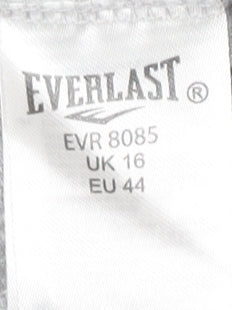 EVERLAST®
EVR 8085
UK 16
EU 44